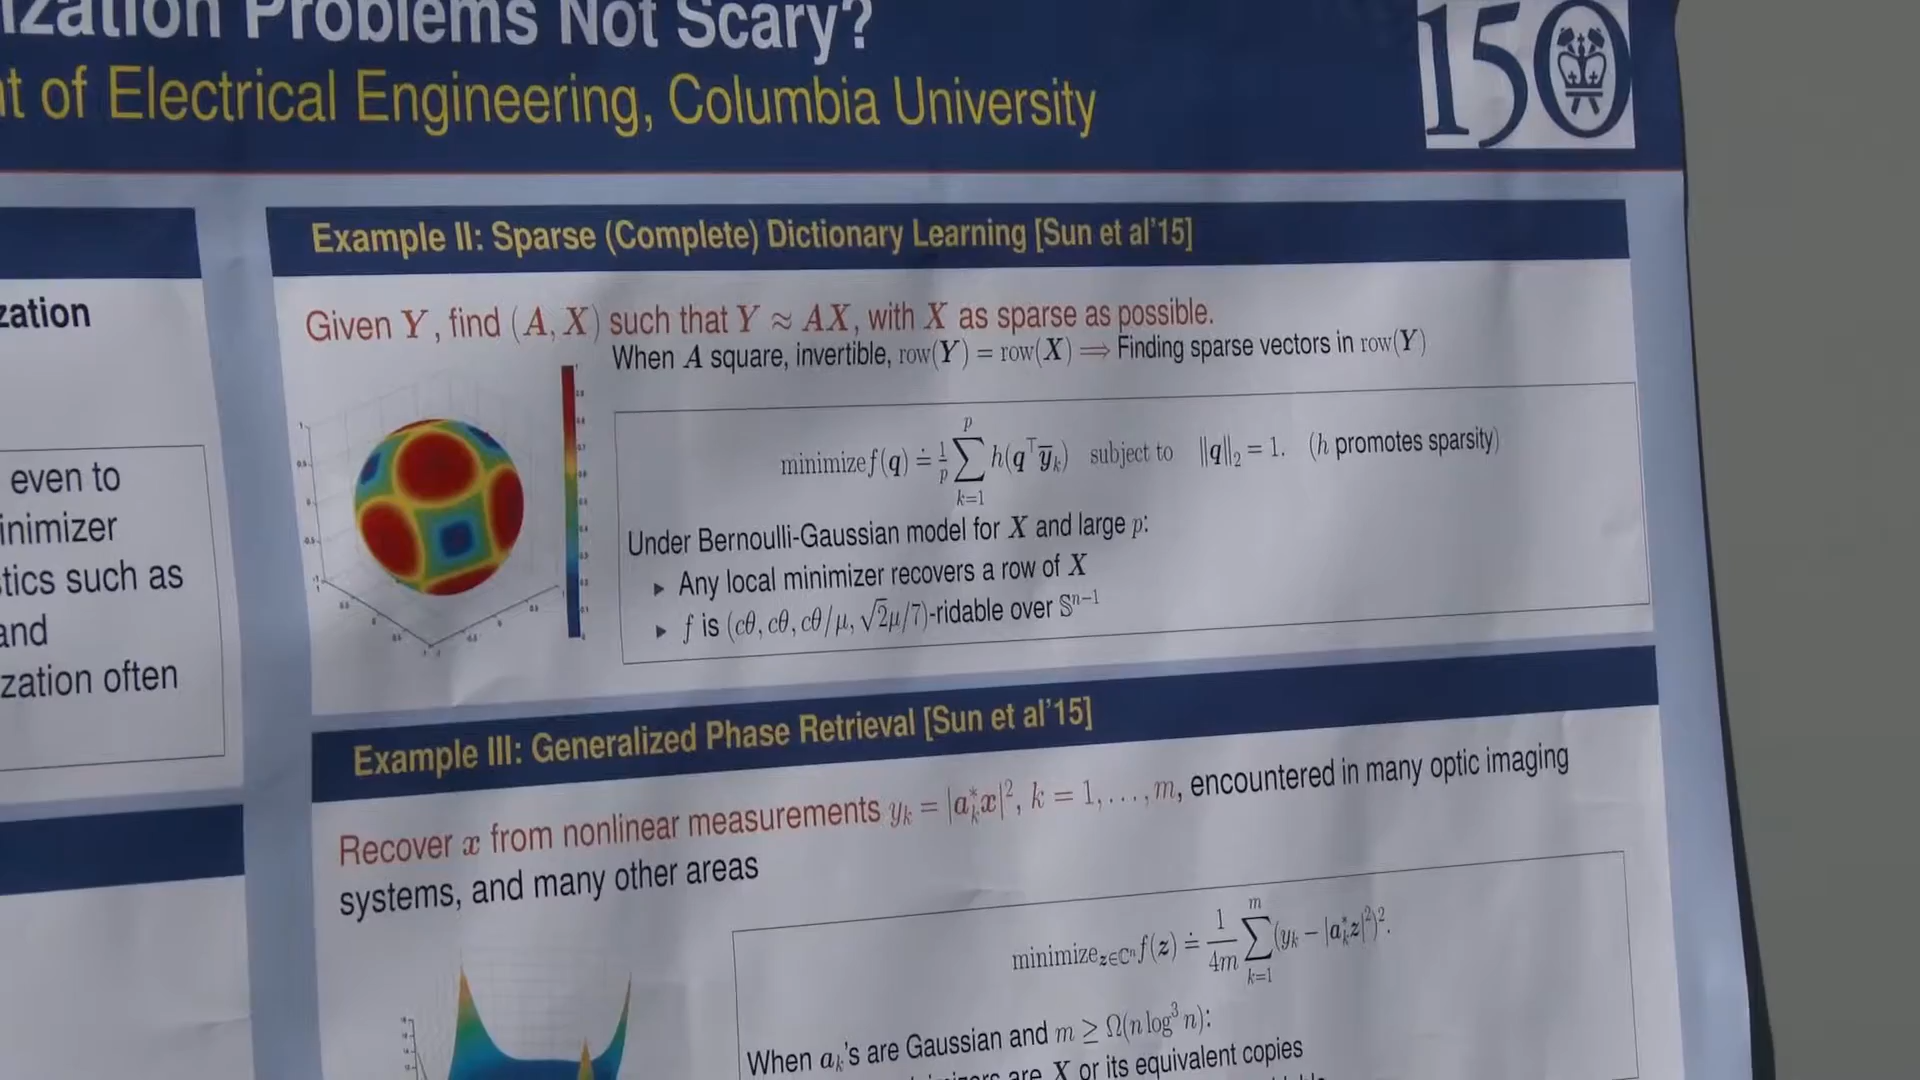 ization Problems Not Scary?
nt of Electrical Engineering, Columbia University
150
zation
even to
inimizer
tics such as
and
zation often
Example II: Sparse (Complete) Dictionary Learning [Sun et al'15]
Given Y, find (A, X) such that Y ≈ AX, with X as sparse as possible.
When A square, invertible, row(Y) = row(X) ⟹ Finding sparse vectors in row(Y)
minimize f(q) ≐ 1/p ∑_{k=1}^{p} h(q^⊤ y̅_k) subject to ‖q‖₂ = 1. (h promotes sparsity)
Under Bernoulli-Gaussian model for X and large p:
▸ Any local minimizer recovers a row of X
▸ f is (cθ, cθ, cθ/μ, √2μ/7)-ridable over 𝕊^{n−1}
Example III: Generalized Phase Retrieval [Sun et al'15]
Recover x from nonlinear measurements y_k = |a_k^* x|², k = 1, . . . , m, encountered in many optic imaging
systems, and many other areas
minimize_{z∈ℂⁿ} f(z) ≐ 1/4m ∑_{k=1}^{m} (y_k − |a_k^* z|²)².
When a_k's are Gaussian and m ≥ Ω(n log³ n):
are X or its equivalent copies